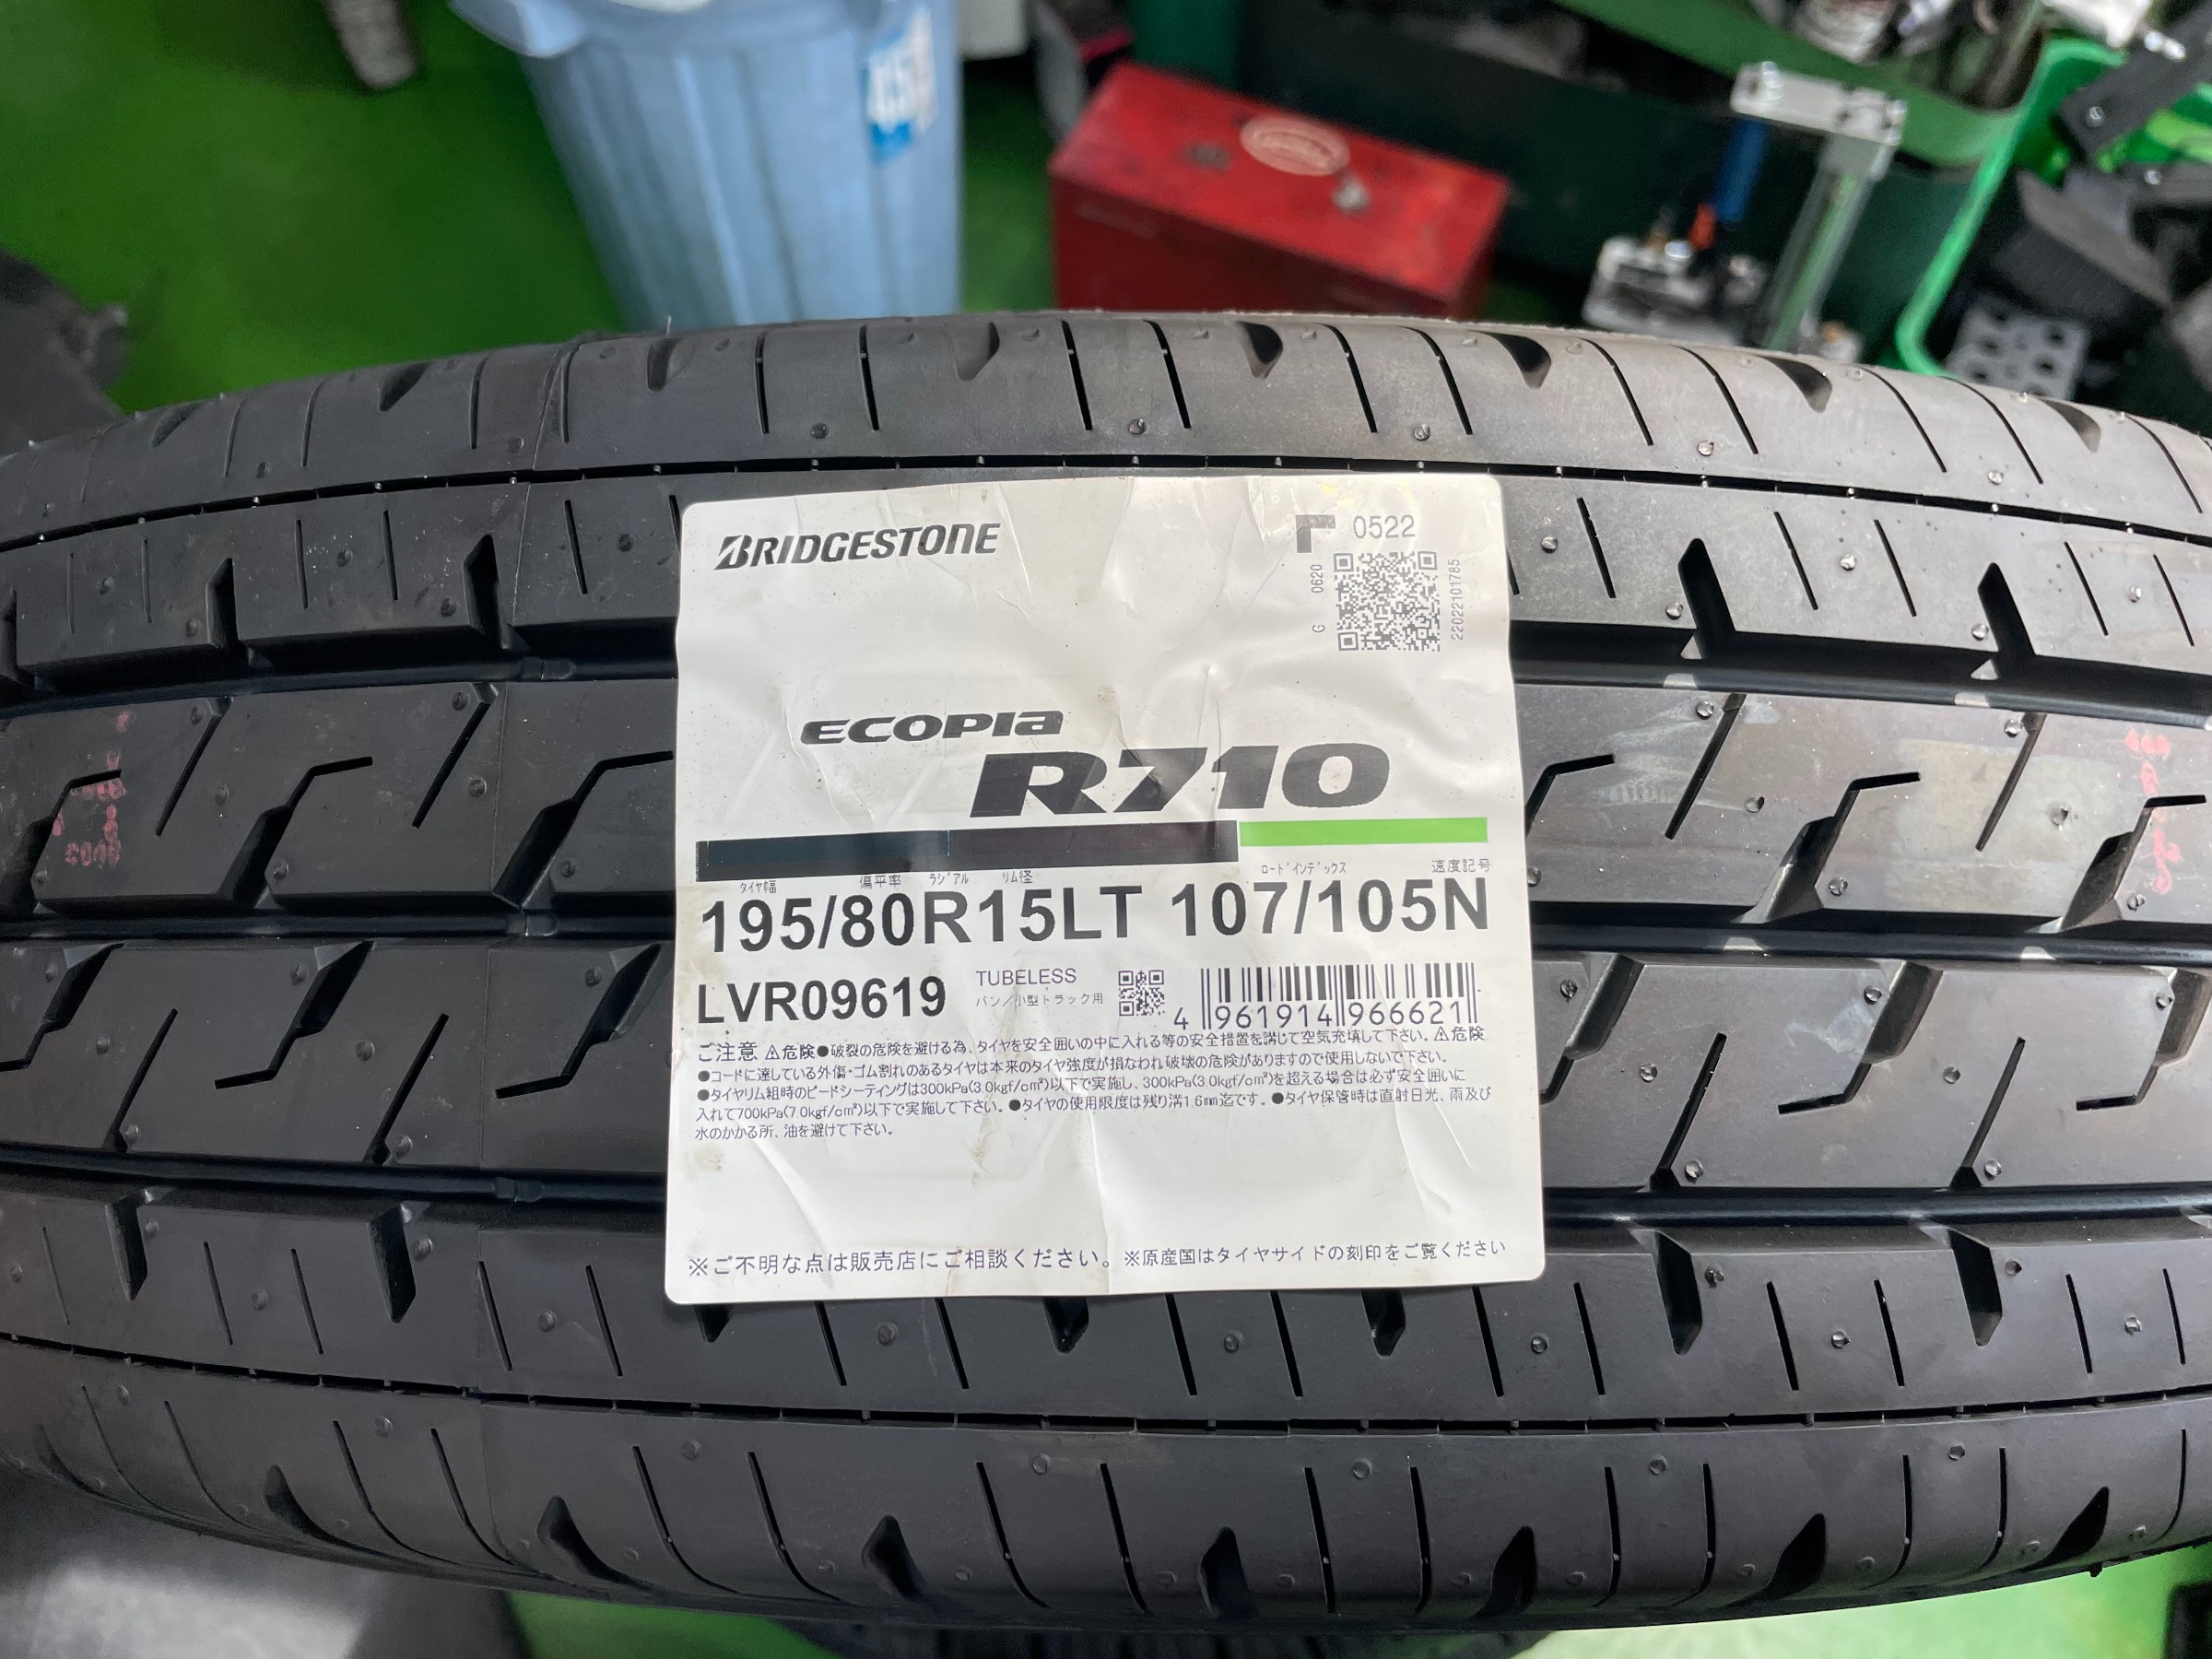 BRIDGESTONE
0522
G 0620
22022101785
ECOPIA
R710
タイヤ幅 偏平率 ラジアル リム径 ロードインデックス 速度記号
195/80R15LT 107/105N
LVR09619
TUBELESS
バン/小型トラック用
4 961914 966621
ご注意 ⚠危険●破裂の危険を避ける為、タイヤを安全囲いの中に入れる等の安全措置を講じて空気充填して下さい。⚠危険
●コードに達している外傷・ゴム割れのあるタイヤは本来のタイヤ強度が損なわれ破壊の危険がありますので使用しないで下さい。
●タイヤリム組時のビードシーティングは300kPa(3.0kgf/c㎡)以下で実施し、300kPa(3.0kgf/c㎡)を超える場合は必ず安全囲いに
入れて700kPa(7.0kgf/c㎡)以下で実施して下さい。●タイヤの使用限度は残り溝1.6mm迄です。●タイヤ保管時は直射日光、雨及び
水のかかる所、油を避けて下さい。
※ご不明な点は販売店にご相談ください。※原産国はタイヤサイドの刻印をご覧ください